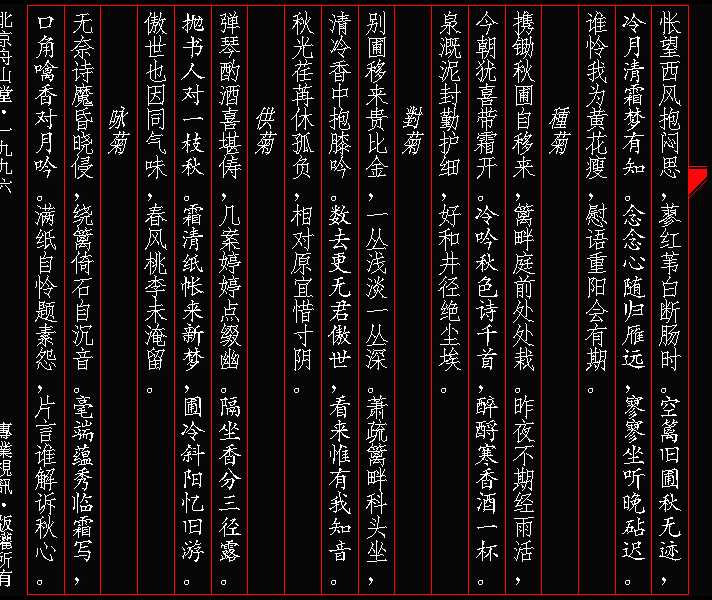 怅望西风抱闷思，蓼红苇白断肠时。空篱旧圃秋无迹，
冷月清霜梦有知。念念心随归雁远，寥寥坐听晚砧迟。
谁怜我为黄花瘦，慰语重阳会有期。
種菊
携锄秋圃自移来，篱畔庭前处处栽。昨夜不期经雨活，
今朝犹喜带霜开。冷吟秋色诗千首，醉酹寒香酒一杯。
泉溉泥封勤护细，好和井径绝尘埃。
對菊
别圃移来贵比金，一丛浅淡一丛深。萧疏篱畔科头坐，
清冷香中抱膝吟。数去更无君傲世，看来惟有我知音。
秋光荏苒休孤负，相对原宜惜寸阴。
供菊
弹琴酌酒喜堪俦，几案婷婷点缀幽。隔坐香分三径露，
抛书人对一枝秋。霜清纸帐来新梦，圃冷斜阳忆旧游。
傲世也因同气味，春风桃李未淹留。
咏菊
无奈诗魔昏晓侵，绕篱倚石自沉音。毫端蕴秀临霜写，
口角噙香对月吟。满纸自怜题素怨，片言谁解诉秋心。
北京舟山堂·一九九六
專業視訊·版權所有